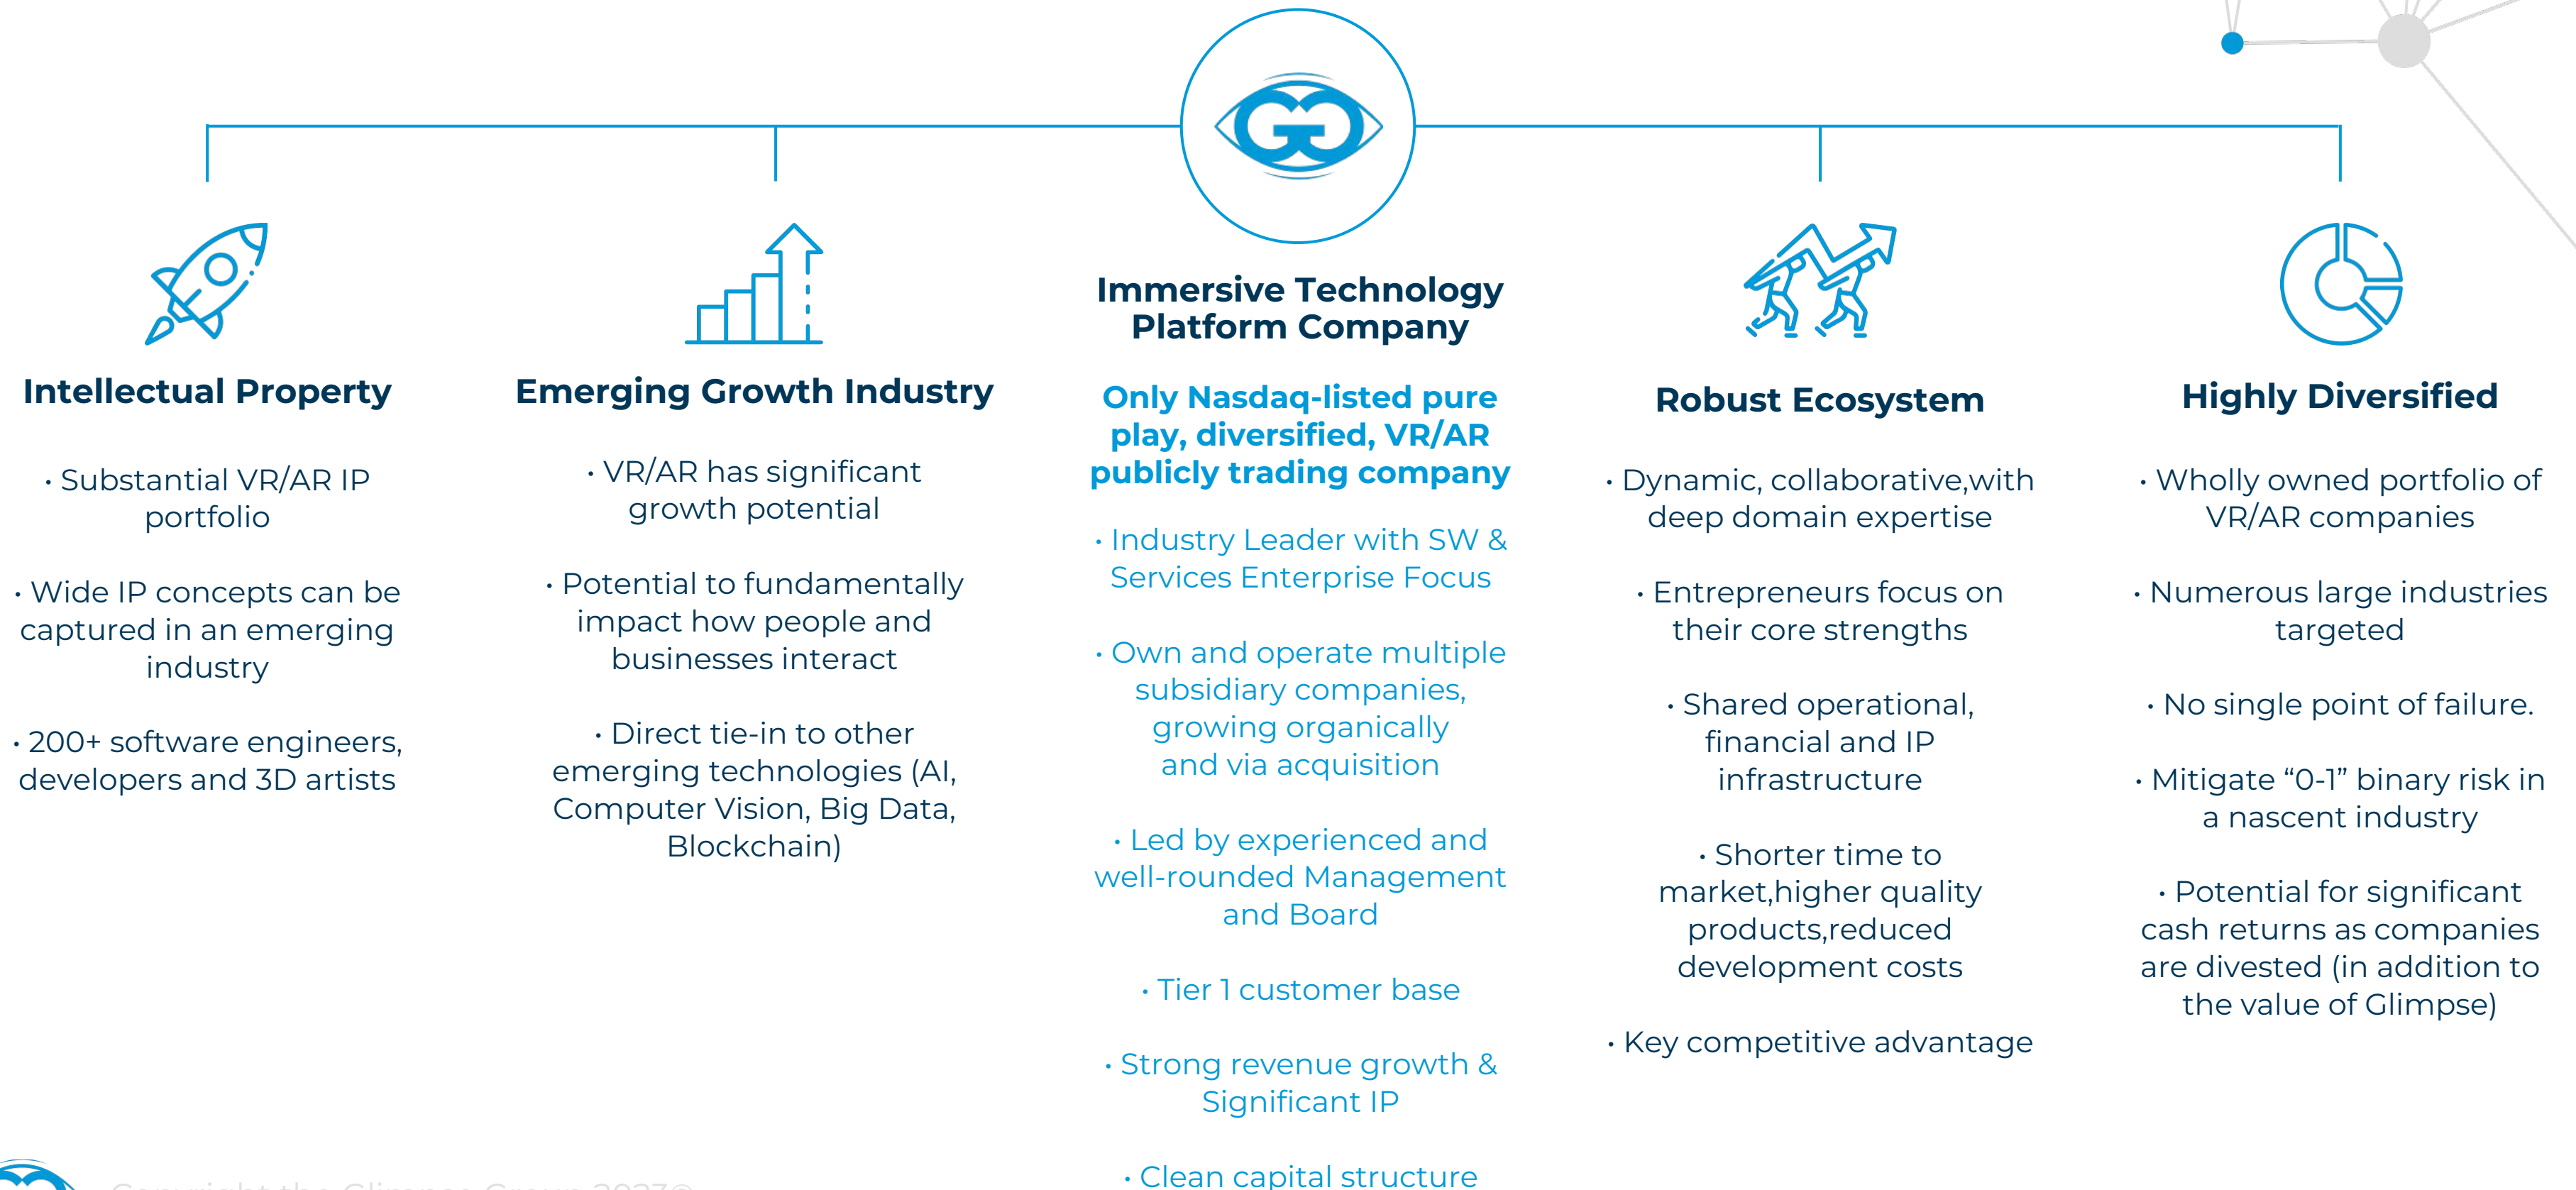 Intellectual Property
• Substantial VR/AR IP
portfolio
• Wide IP concepts can be
captured in an emerging
industry
• 200+ software engineers,
developers and 3D artists
Emerging Growth Industry
• VR/AR has significant
growth potential
• Potential to fundamentally
impact how people and
businesses interact
• Direct tie-in to other
emerging technologies (AI,
Computer Vision, Big Data,
Blockchain)
Immersive Technology
Platform Company
Only Nasdaq-listed pure
play, diversified, VR/AR
publicly trading company
• Industry Leader with SW &
Services Enterprise Focus
• Own and operate multiple
subsidiary companies,
growing organically
and via acquisition
• Led by experienced and
well-rounded Management
and Board
• Tier 1 customer base
• Strong revenue growth &
Significant IP
• Clean capital structure
Robust Ecosystem
• Dynamic, collaborative,with
deep domain expertise
• Entrepreneurs focus on
their core strengths
• Shared operational,
financial and IP
infrastructure
• Shorter time to
market,higher quality
products,reduced
development costs
• Key competitive advantage
Highly Diversified
• Wholly owned portfolio of
VR/AR companies
• Numerous large industries
targeted
• No single point of failure.
• Mitigate “0-1” binary risk in
a nascent industry
• Potential for significant
cash returns as companies
are divested (in addition to
the value of Glimpse)
Copyright the Glimpse Group 2023©